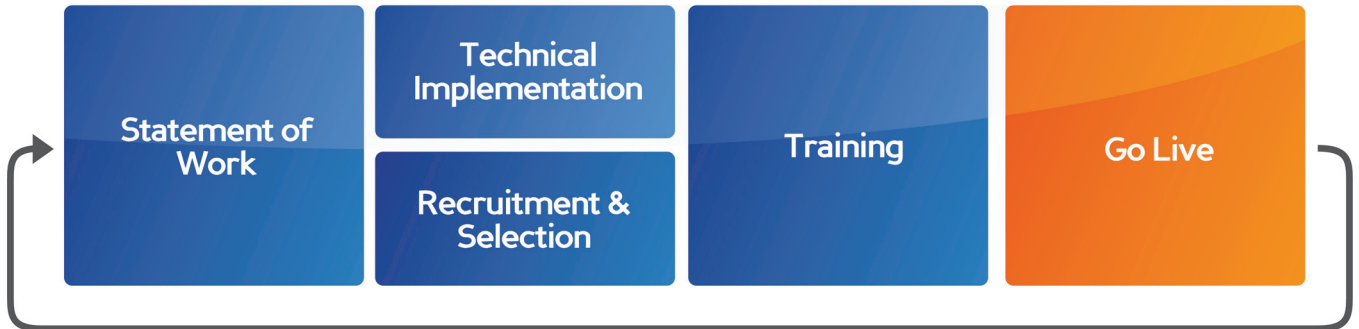 Statement of
Work
Technical
Implementation
Recruitment &
Selection
Training
Go Live